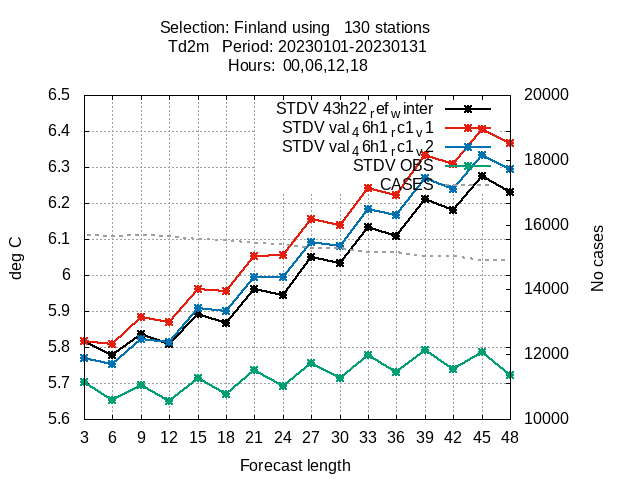 Selection: Finland using   130 stations
Td2m   Period: 20230101-20230131
Hours:  00,06,12,18
6.5
6.4
6.3
6.2
6.1
6
5.9
5.8
5.7
5.6
deg C
STDV 43h22_ref_winter
STDV val_46h1_rc1_v1
STDV val_46h1_rc1_v2
STDV OBS
CASES
20000
18000
16000
14000
12000
10000
No cases
3 6 9 12 15 18 21 24 27 30 33 36 39 42 45 48
Forecast length